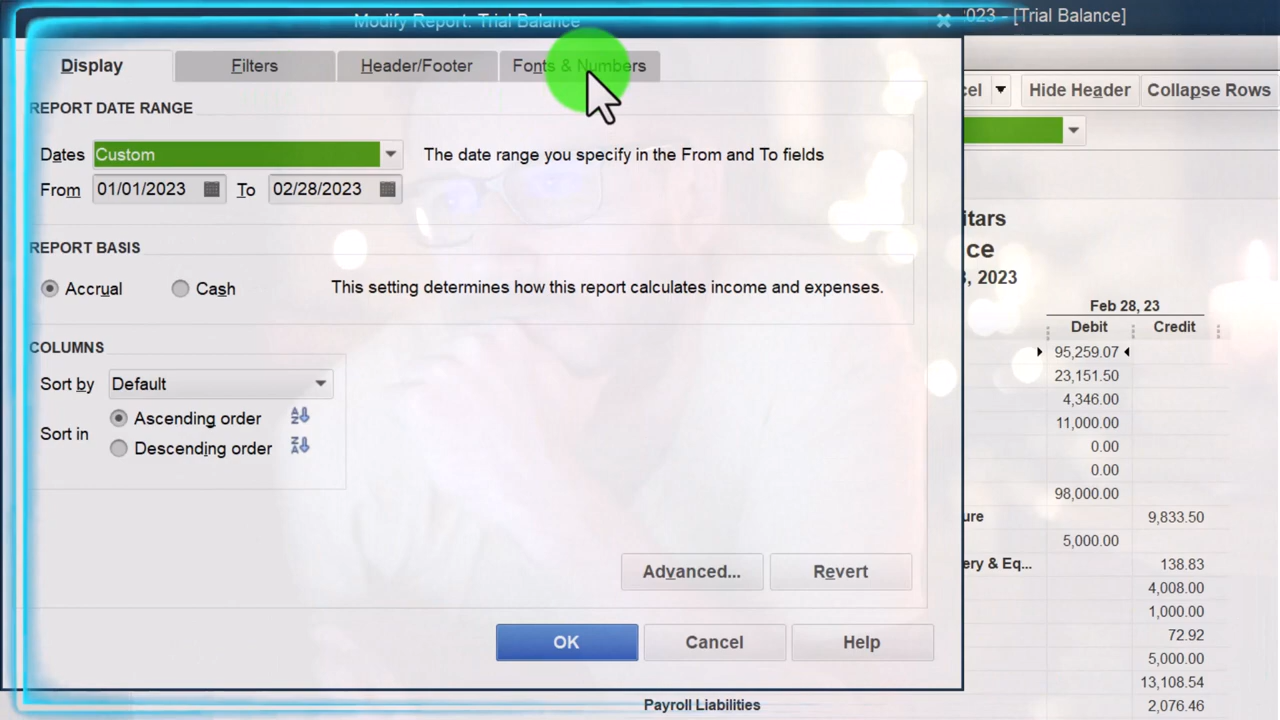 Modify Report: Trial Balance
2023 - [Trial Balance]
Display
Filters
Header/Footer
Fonts & Numbers
cel
Hide Header
Collapse Rows
REPORT DATE RANGE
Dates
Custom
The date range you specify in the From and To fields
From
01/01/2023
To
02/28/2023
REPORT BASIS
Accrual
Cash
This setting determines how this report calculates income and expenses.
COLUMNS
Sort by
Default
Sort in
Ascending order
Descending order
Advanced...
Revert
OK
Cancel
Help
itars
ce
, 2023
Feb 28, 23
Debit
Credit
95,259.07
23,151.50
4,346.00
11,000.00
0.00
0.00
98,000.00
ure
9,833.50
5,000.00
ery & Eq...
138.83
4,008.00
1,000.00
72.92
5,000.00
13,108.54
Payroll Liabilities
2,076.46